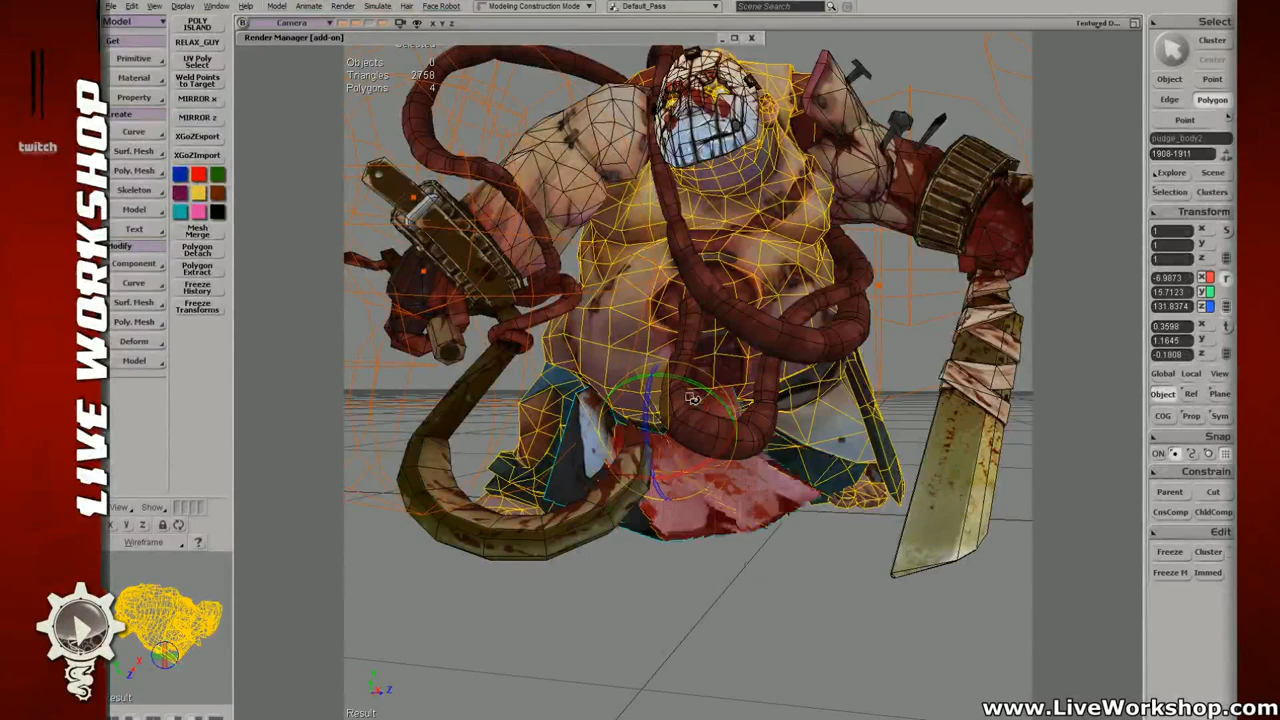 File Edit Display Window Help Model Animate Render Simulate Hair Face Robot Modeling Construction Mode Default_Pass Scene Search
Model
POLY ISLAND
B Camera X Y Z Textured D
Select
Get
RELAX_GUY
Render Manager [add-on]
Cluster
Center
Primitive
UV Poly Select
Objects 0
Triangles 2758
Polygons 4
Material
Weld Points to Target
Object Point
Property
MIRROR x
Edge Polygon
Create
MIRROR z
Point
Curve
XGoZExport
pudge_body2
Surf. Mesh
XGoZImport
1908-1911
Poly. Mesh
Explore Scene
Skeleton
Selection Clusters
Model
Transform
Text
Mesh Merge
1 x S
1 y
1 z
Modify
Polygon Detach
Component
Polygon Extract
-6.9873 X r
15.7123 Y
131.8374 Z
Curve
Freeze History
Surf. Mesh
Freeze Transforms
0.3598 x t
1.1645 y
-0.1808 z
Poly. Mesh
Deform
Model
Global Local View
Object Ref Plane
COG Prop Sym
Snap
ON
Constrain
Parent Cut
CnsComp ChldComp
Edit
Freeze Cluster
Freeze M Immed
View Show
x y z
Wireframe ?
X Z
Result
Z
Result
twitch
LIVE WORKSHOP
www.LiveWorkshop.com